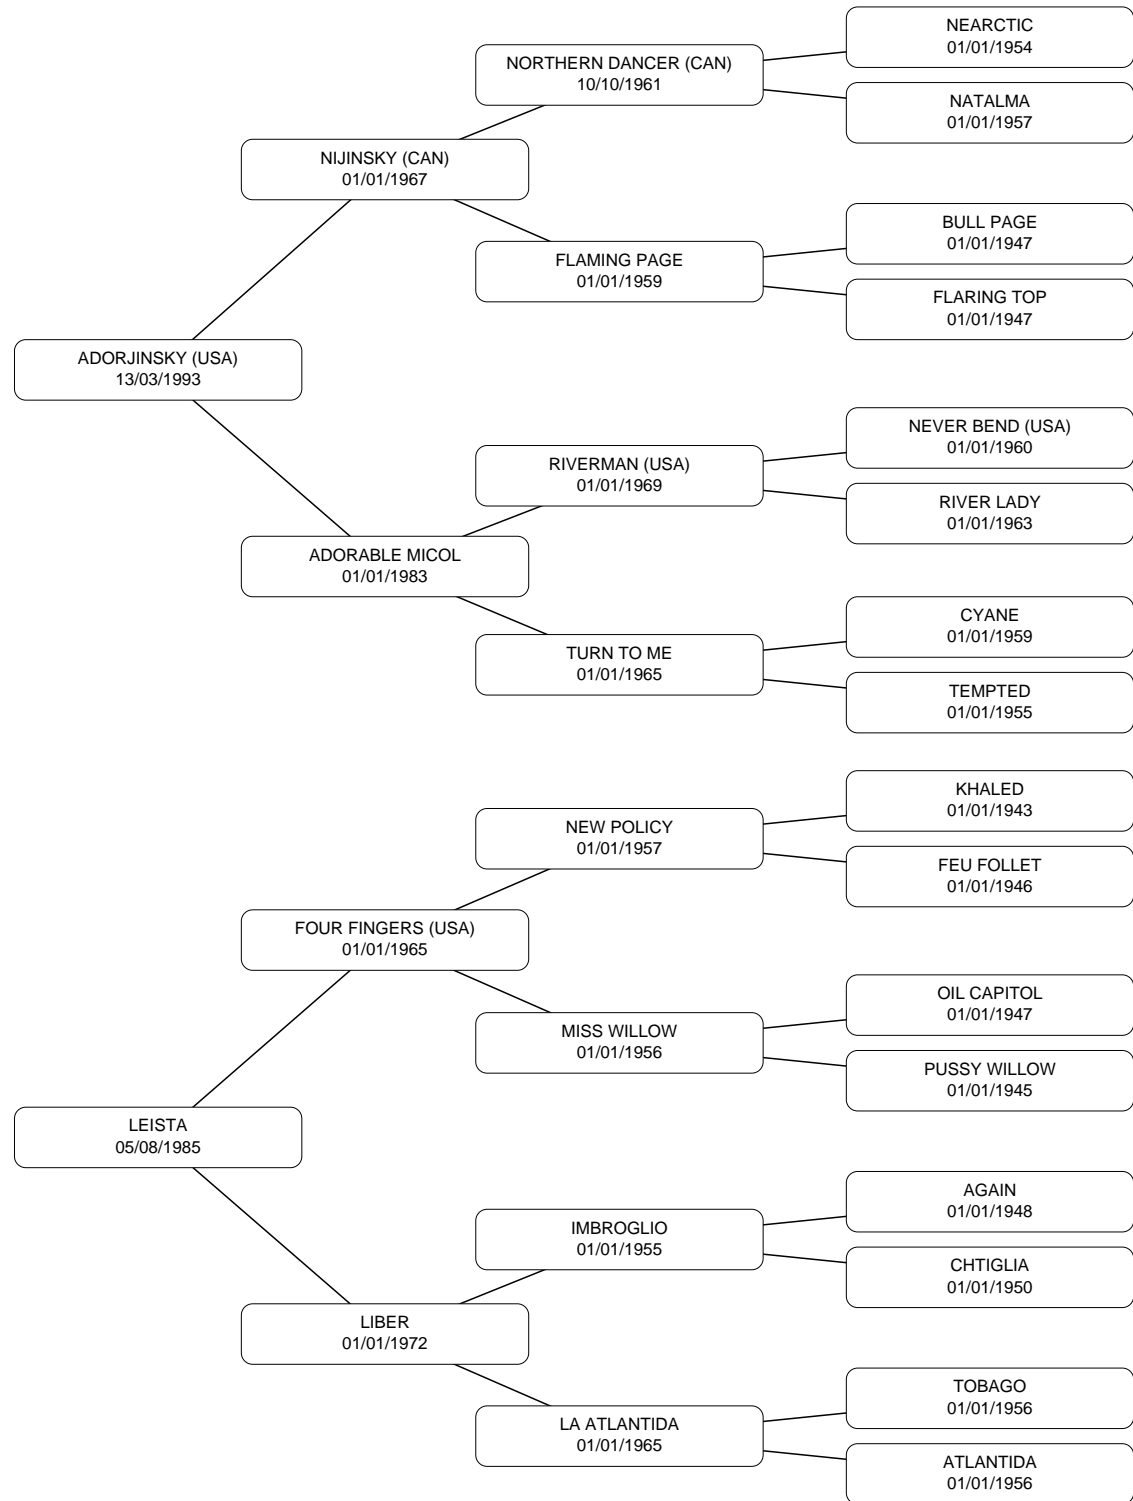 NEARCTIC
01/01/1954
NORTHERN DANCER (CAN)
10/10/1961
NATALMA
01/01/1957
NIJINSKY (CAN)
01/01/1967
BULL PAGE
01/01/1947
FLAMING PAGE
01/01/1959
FLARING TOP
01/01/1947
ADORJINSKY (USA)
13/03/1993
NEVER BEND (USA)
01/01/1960
RIVERMAN (USA)
01/01/1969
RIVER LADY
01/01/1963
ADORABLE MICOL
01/01/1983
CYANE
01/01/1959
TURN TO ME
01/01/1965
TEMPTED
01/01/1955
KHALED
01/01/1943
NEW POLICY
01/01/1957
FEU FOLLET
01/01/1946
FOUR FINGERS (USA)
01/01/1965
OIL CAPITOL
01/01/1947
MISS WILLOW
01/01/1956
PUSSY WILLOW
01/01/1945
LEISTA
05/08/1985
AGAIN
01/01/1948
IMBROGLIO
01/01/1955
CHTIGLIA
01/01/1950
LIBER
01/01/1972
TOBAGO
01/01/1956
LA ATLANTIDA
01/01/1965
ATLANTIDA
01/01/1956